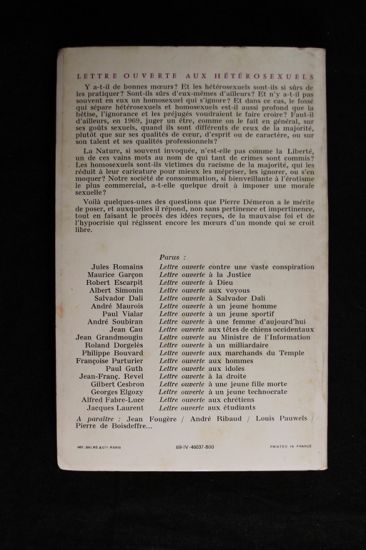 LETTRE OUVERTE AUX HÉTÉROSEXUELS
Y a-t-il de bonnes mœurs? Et les hétérosexuels sont-ils si sûrs de
les pratiquer? Sont-ils sûrs d'eux-mêmes d'ailleurs? Et n'y a-t-il pas
souvent en eux un homosexuel qui s'ignore? Et dans ce cas, le fossé
qui sépare hétérosexuels et homosexuels est-il aussi profond que la
bêtise, l'ignorance et les préjugés voudraient le faire croire? Faut-il
d'ailleurs, en 1969, juger un être, comme on le fait en général, sur
ses goûts sexuels, quand ils sont différents de ceux de la majorité,
plutôt que sur ses qualités de cœur, d'esprit ou de caractère, ou sur
son talent et ses qualités professionnels?
La Nature, si souvent invoquée, n'est-elle pas comme la Liberté,
un de ces vains mots au nom de qui tant de crimes sont commis?
Les homosexuels sont-ils victimes du racisme de la majorité, qui les
réduit à leur caricature pour mieux les mépriser, les ignorer, ou s'en
moquer? Notre société de consommation, si bienveillante à l'érotisme
le plus commercial, a-t-elle quelque droit à imposer une morale
sexuelle?
Voilà quelques-unes des questions que Pierre Démeron a le mérite
de poser, et auxquelles il répond, non sans pertinence et impertinence,
tout en faisant le procès des idées reçues, de la mauvaise foi et de
l'hypocrisie qui régissent encore les mœurs d'un monde qui se croit
libre.
Parus :
Jules Romains Lettre ouverte contre une vaste conspiration
Maurice Garçon Lettre ouverte à la Justice
Robert Escarpit Lettre ouverte à Dieu
Albert Simonin Lettre ouverte aux voyous
Salvador Dali Lettre ouverte à Salvador Dali
André Maurois Lettre ouverte à un jeune homme
Paul Vialar Lettre ouverte à un jeune sportif
André Soubiran Lettre ouverte à une femme d'aujourd'hui
Jean Cau Lettre ouverte aux têtes de chiens occidentaux
Jean Grandmougin Lettre ouverte au Ministre de l'Information
Roland Dorgelès Lettre ouverte à un milliardaire
Philippe Bouvard Lettre ouverte aux marchands du Temple
Françoise Parturier Lettre ouverte aux hommes
Paul Guth Lettre ouverte aux idoles
Jean-Franç. Revel Lettre ouverte à la droite
Gilbert Cesbron Lettre ouverte à une jeune fille morte
Georges Elgozy Lettre ouverte à un jeune technocrate
Alfred Fabre-Luce Lettre ouverte aux chrétiens
Jacques Laurent Lettre ouverte aux étudiants
A paraître : Jean Fougère / André Ribaud / Louis Pauwels /
Pierre de Boisdeffre...
69-IV-46037-800 PRINTED IN FRANCE